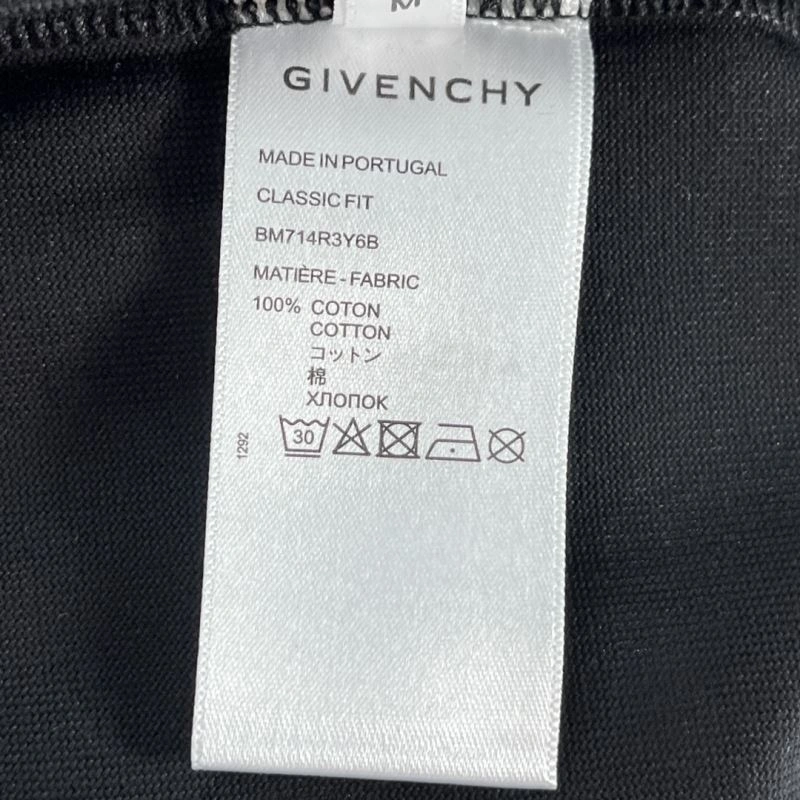 M
GIVENCHY
MADE IN PORTUGAL
CLASSIC FIT
BM714R3Y6B
MATIÈRE - FABRIC
100% COTON
COTTON
コットン
棉
ХЛОПОК
30
1292